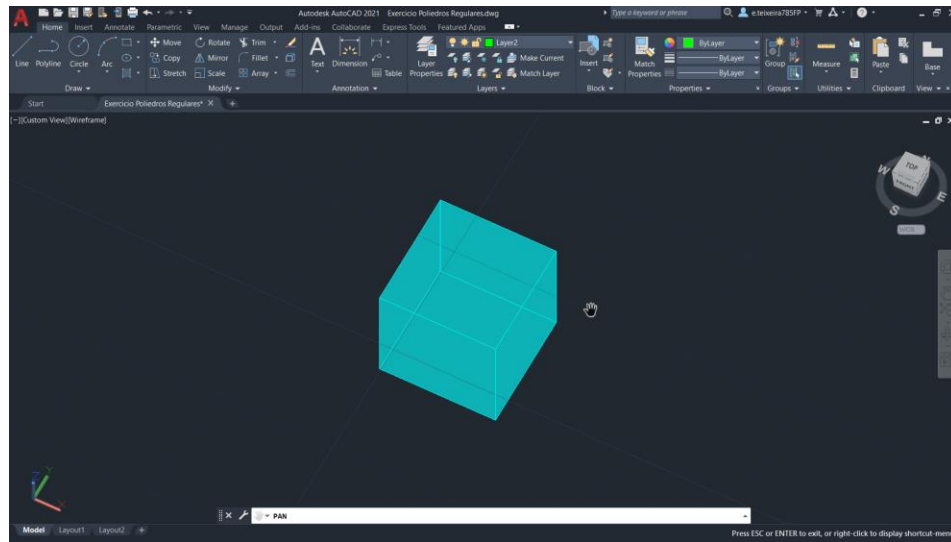 Autodesk AutoCAD 2021 Exercicio Poliedros Regulares.dwg
Type a keyword or phrase
e.teixeira785FP
Home Insert Annotate Parametric View Manage Output Add-ins Collaborate Express Tools Featured Apps
Line Polyline Circle Arc
Move Rotate Trim
Copy Mirror Fillet
Stretch Scale Array
Text Dimension
Table
Layer Properties
Layer2
Make Current
Match Layer
Insert
Match Properties
ByLayer
ByLayer
ByLayer
Group
Measure
Paste
Base
Draw Modify Annotation Layers Block Properties Groups Utilities Clipboard View
Start Exercicio Poliedros Regulares*
[-][Custom View][Wireframe]
N
TOP
W
FRONT
E
S
WCS
Z Y
X
PAN
Model Layout1 Layout2
Press ESC or ENTER to exit, or right-click to display shortcut-men